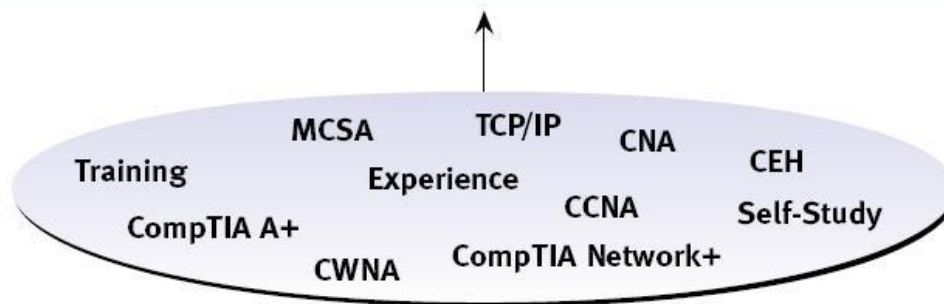 MCSA
TCP/IP
CNA
Training
Experience
CEH
CompTIA A+
CCNA
Self-Study
CWNA
CompTIA Network+